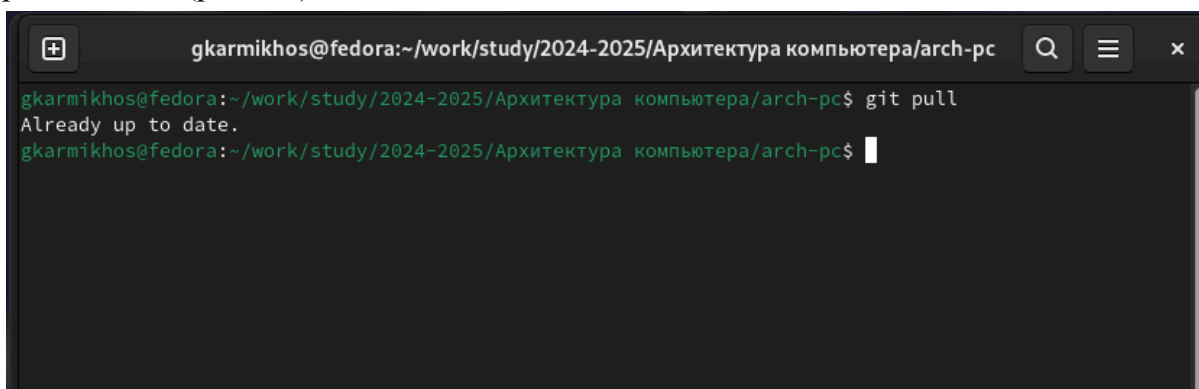 gkarmikhos@fedora:~/work/study/2024-2025/Архитектура компьютера/arch-pc
gkarmikhos@fedora:~/work/study/2024-2025/Архитектура компьютера/arch-pc$ git pull
Already up to date.
gkarmikhos@fedora:~/work/study/2024-2025/Архитектура компьютера/arch-pc$